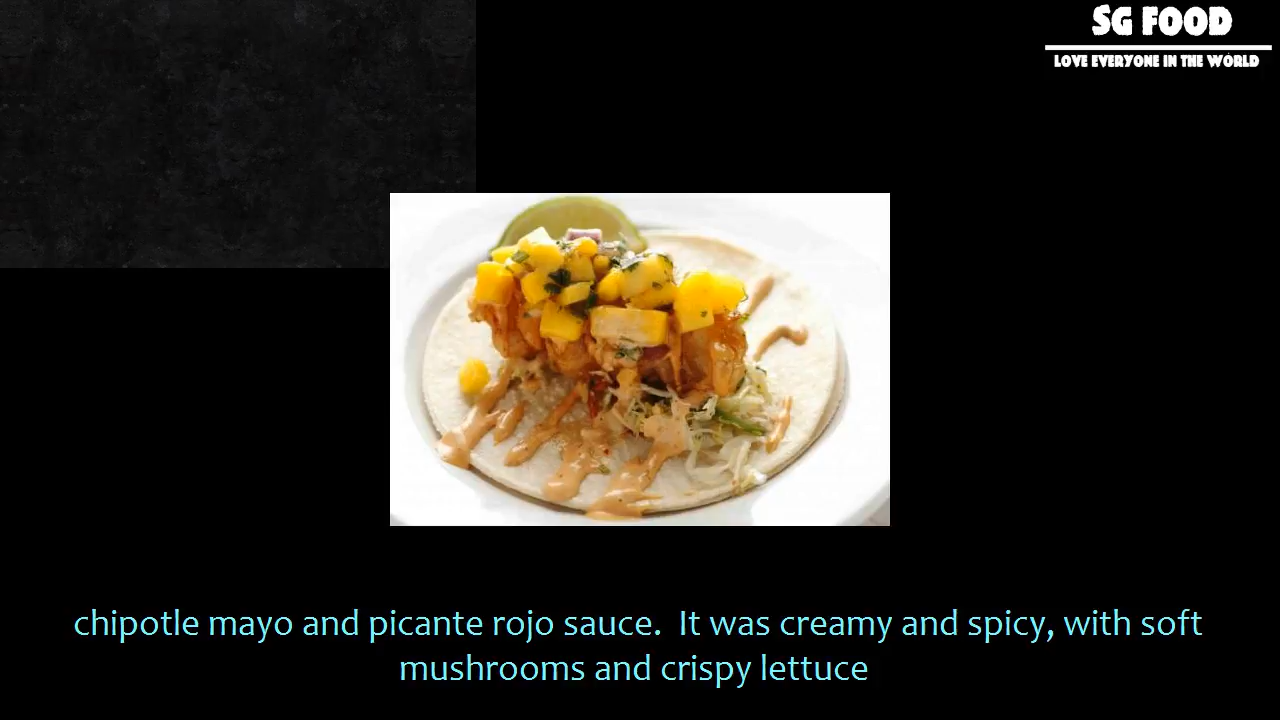 SG FOOD
LOVE EVERYONE IN THE WORLD
chipotle mayo and picante rojo sauce.  It was creamy and spicy, with soft
mushrooms and crispy lettuce